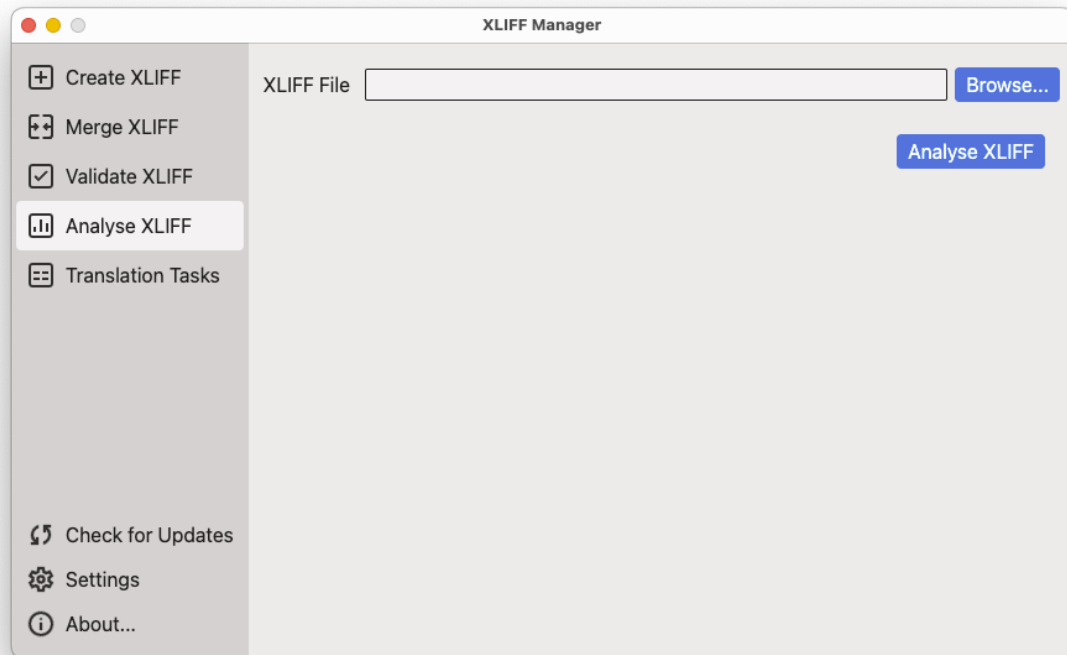 XLIFF Manager
Create XLIFF
Merge XLIFF
Validate XLIFF
Analyse XLIFF
Translation Tasks
Check for Updates
Settings
About...
XLIFF File
Browse...
Analyse XLIFF